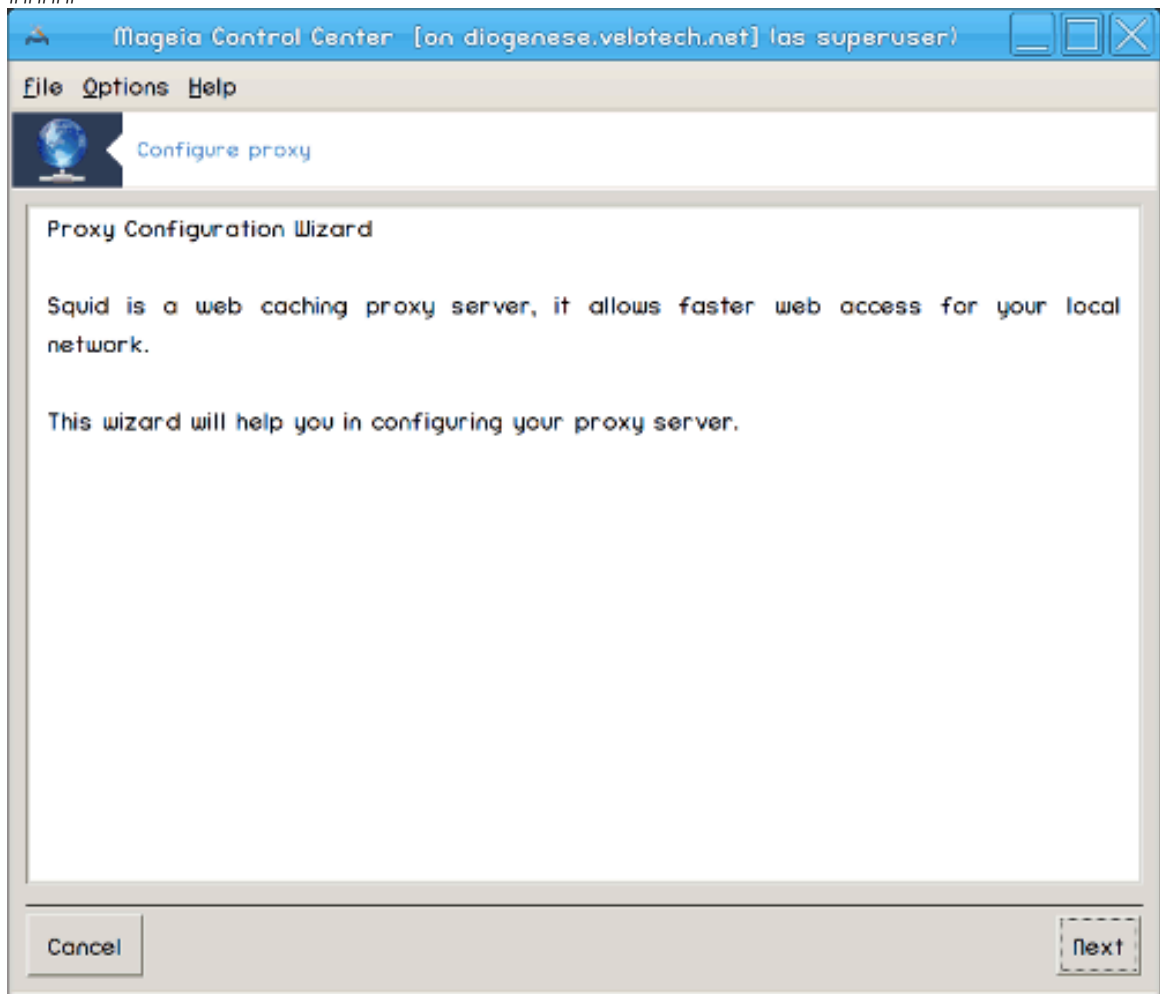 Mageia Control Center [on diogenese.velotech.net] (as superuser)
File Options Help
Configure proxy
Proxy Configuration Wizard
Squid is a web caching proxy server, it allows faster web access for your local
network.
This wizard will help you in configuring your proxy server.
Cancel
Next